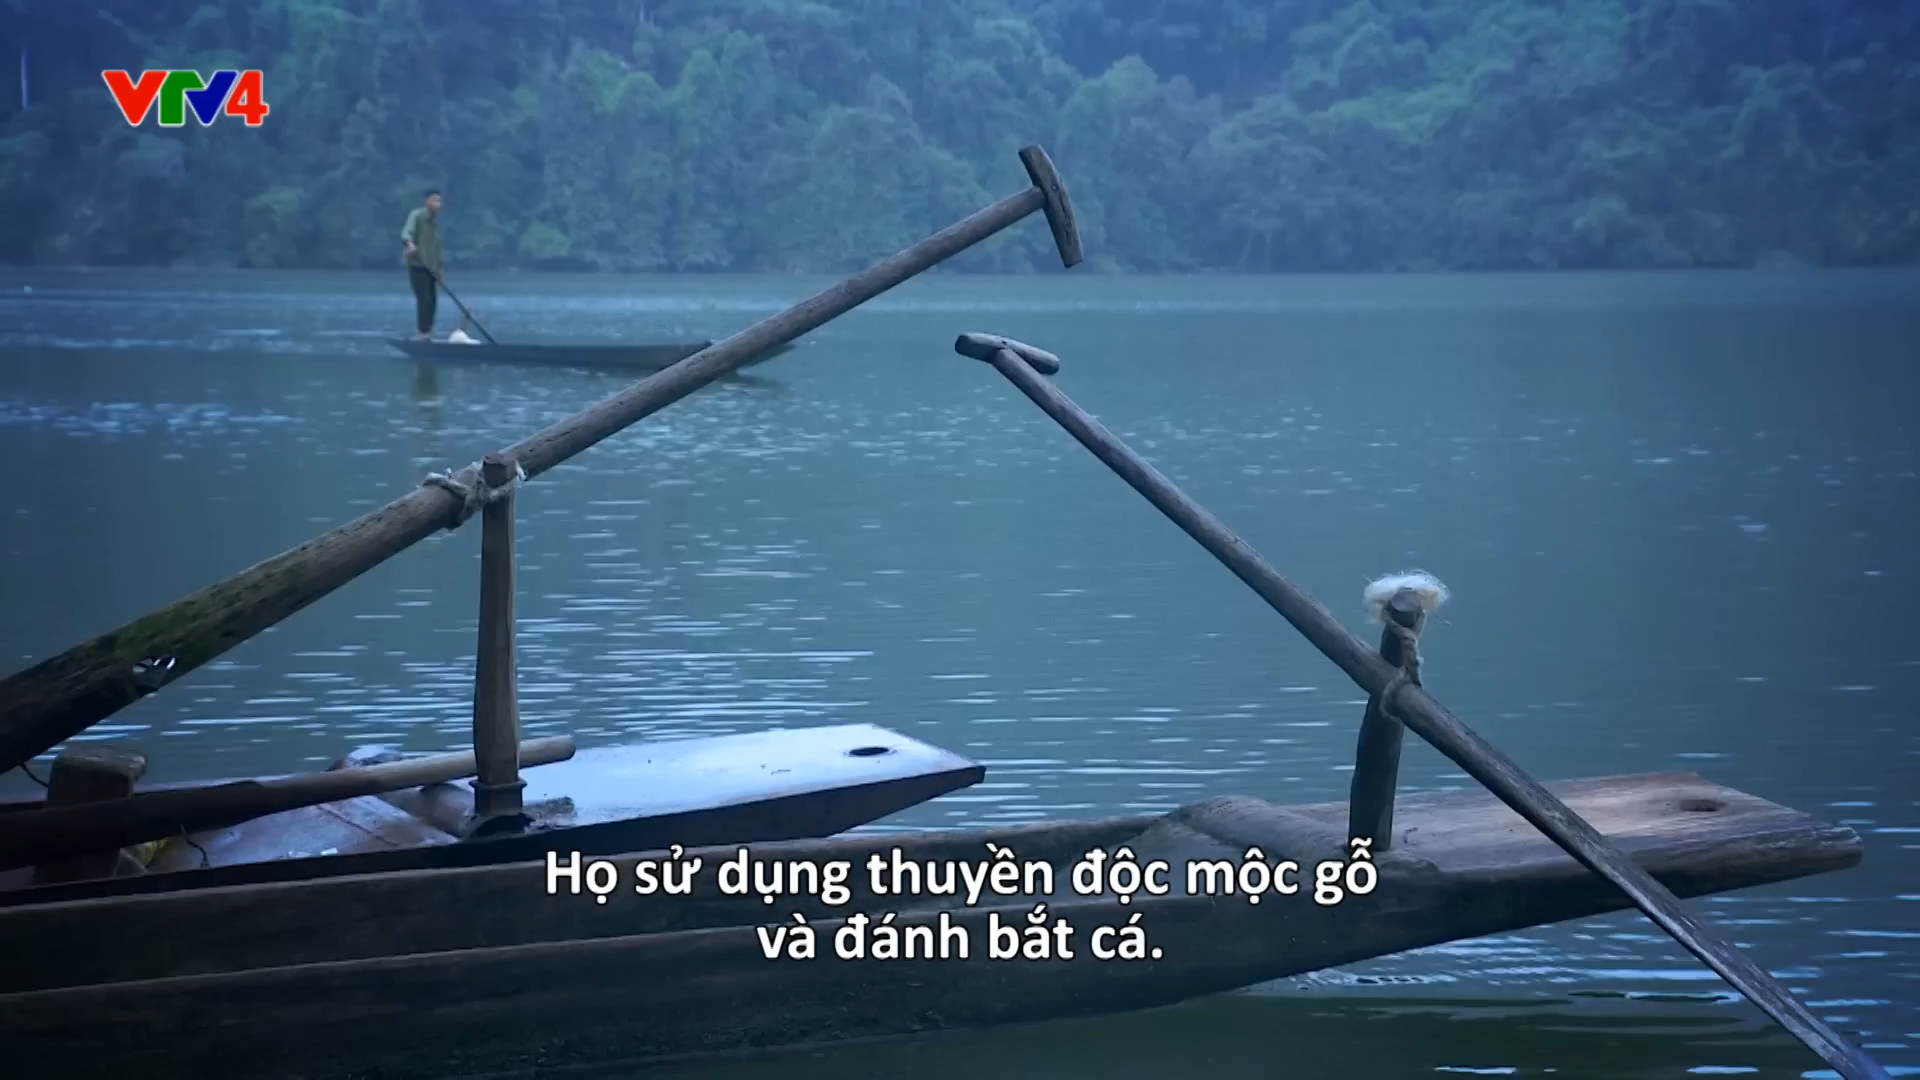 VTV4
Họ sử dụng thuyền độc mộc gỗ
và đánh bắt cá.